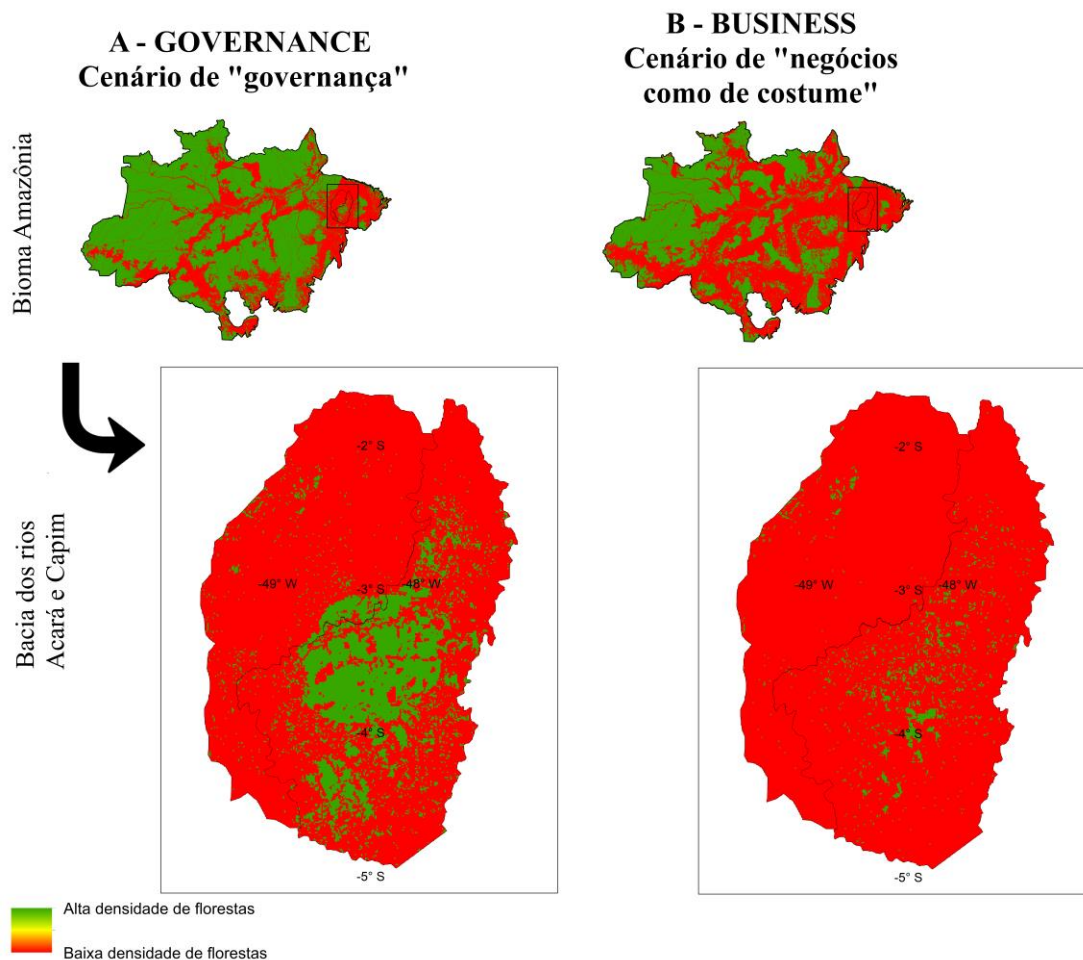 A - GOVERNANCE
Cenário de "governança"
B - BUSINESS
Cenário de "negócios
como de costume"
Bioma Amazônia
Bacia dos rios
Acará e Capim
-2° S
-49° W
-3° S
-48° W
-4° S
-5° S
-2° S
-49° W
-3° S
-48° W
-4° S
-5° S
Alta densidade de florestas
Baixa densidade de florestas